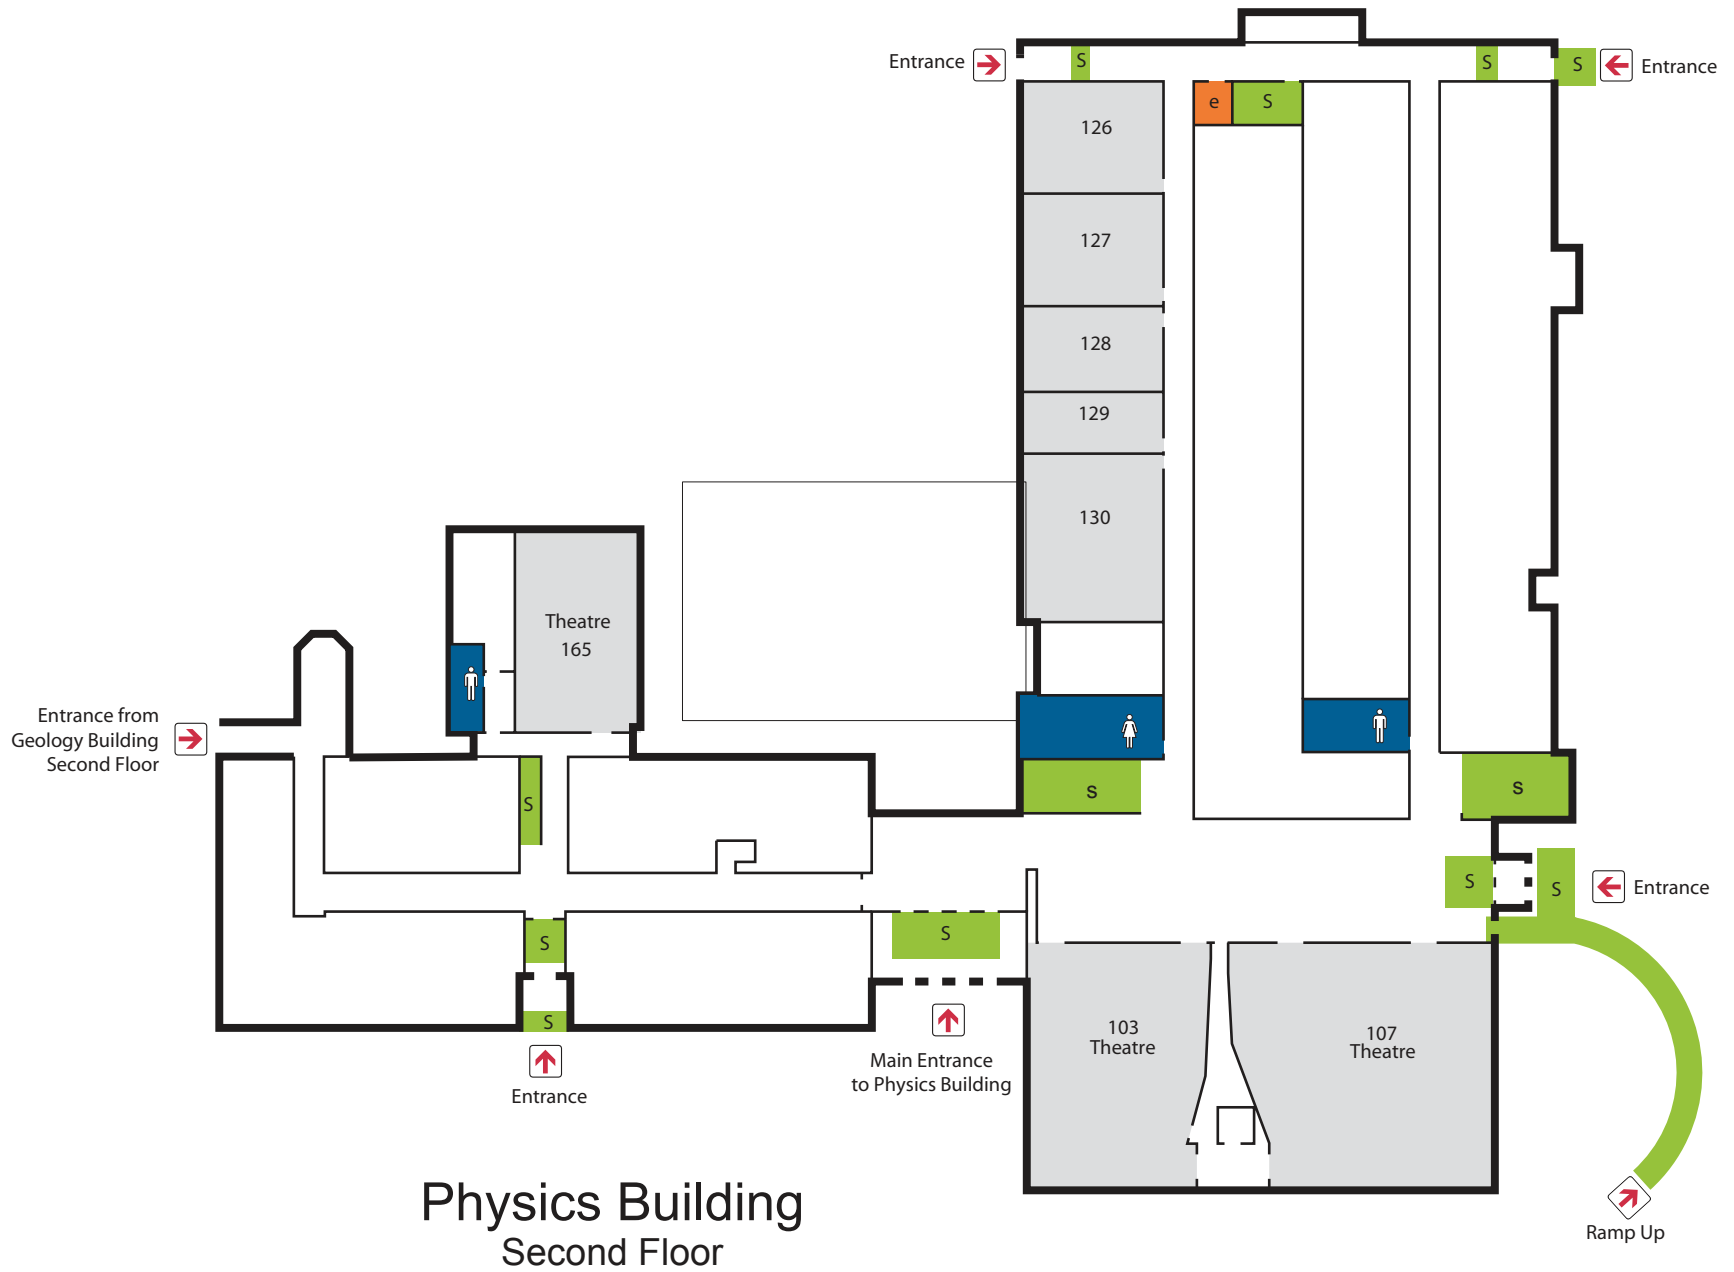 Entrance
S
S
S
Entrance
e
S
126
127
128
129
130
Theatre
165
Entrance from
Geology Building
Second Floor
S
s
s
S
S
Entrance
S
S
S
Entrance
Main Entrance
to Physics Building
103
Theatre
107
Theatre
Ramp Up
Physics Building
Second Floor